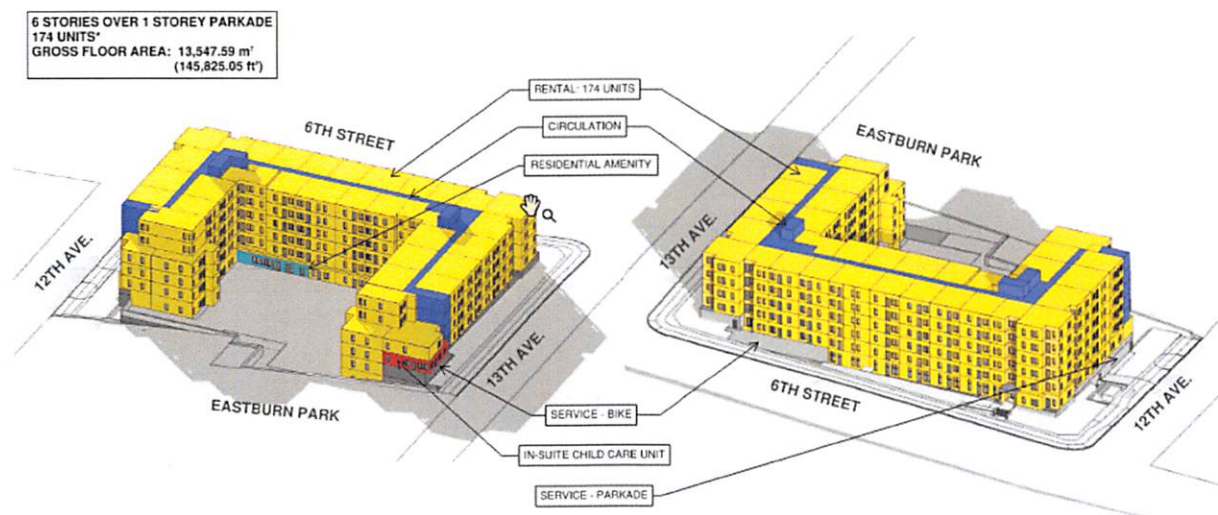 6 STORIES OVER 1 STOREY PARKADE
174 UNITS*
GROSS FLOOR AREA: 13,547.59 m²
(145,825.05 ft²)
RENTAL: 174 UNITS
CIRCULATION
RESIDENTIAL AMENITY
6TH STREET
12TH AVE.
13TH AVE.
EASTBURN PARK
EASTBURN PARK
13TH AVE.
6TH STREET
12TH AVE.
SERVICE - BIKE
IN-SUITE CHILD CARE UNIT
SERVICE - PARKADE